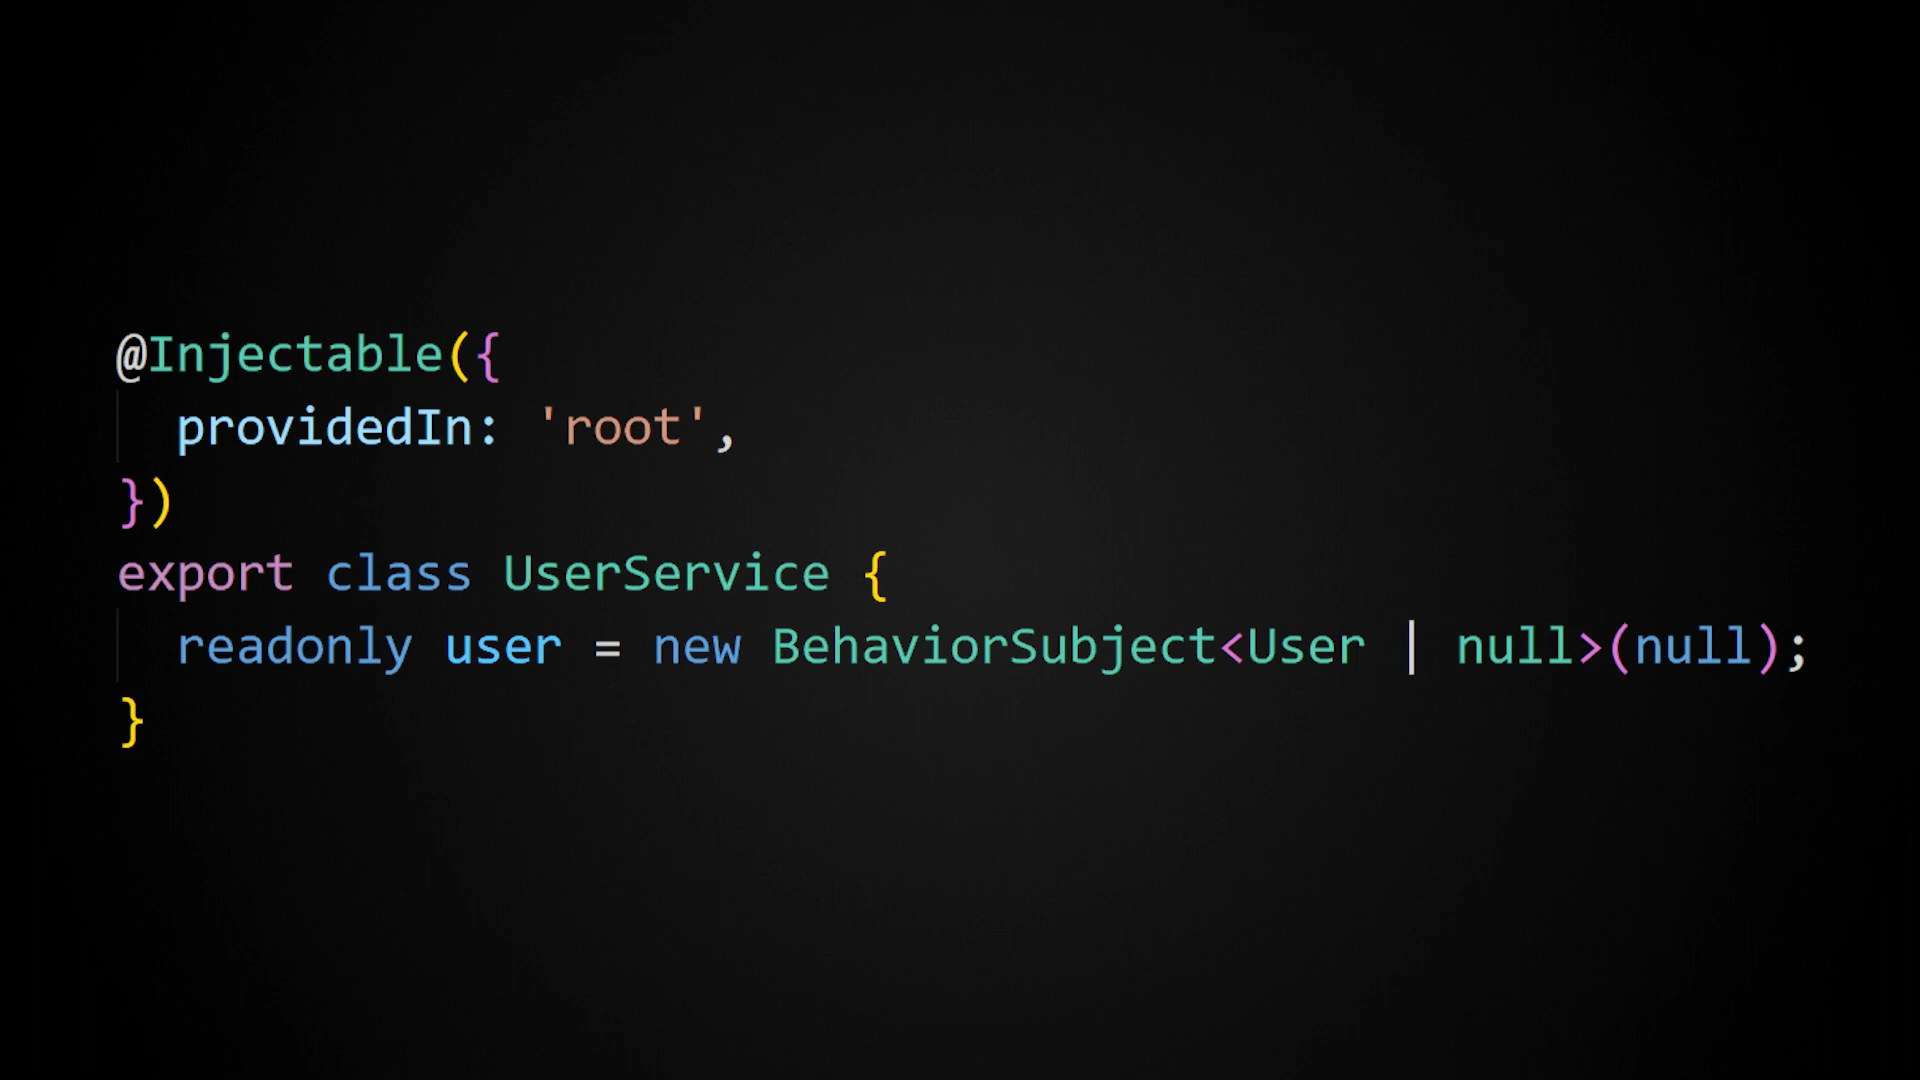 @Injectable({
  providedIn: 'root',
})
export class UserService {
  readonly user = new BehaviorSubject<User | null>(null);
}